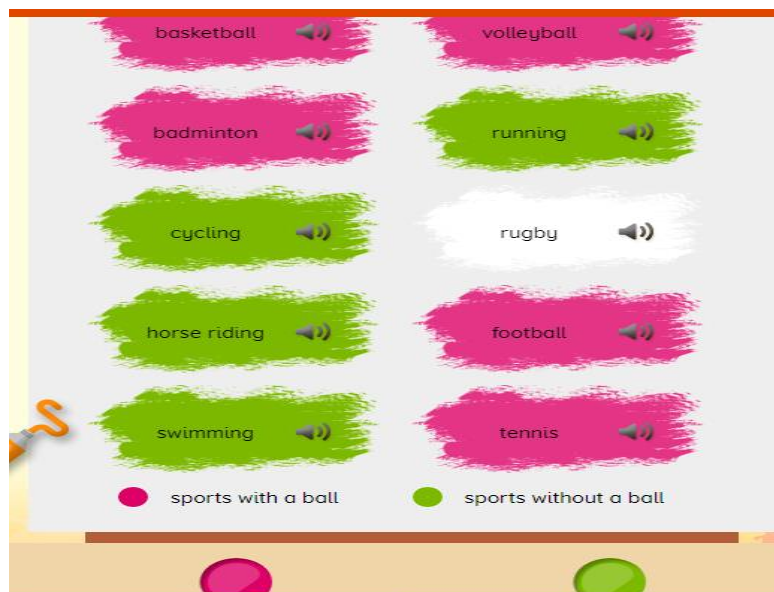 basketball
volleyball
badminton
running
cycling
rugby
horse riding
football
swimming
tennis
sports with a ball
sports without a ball